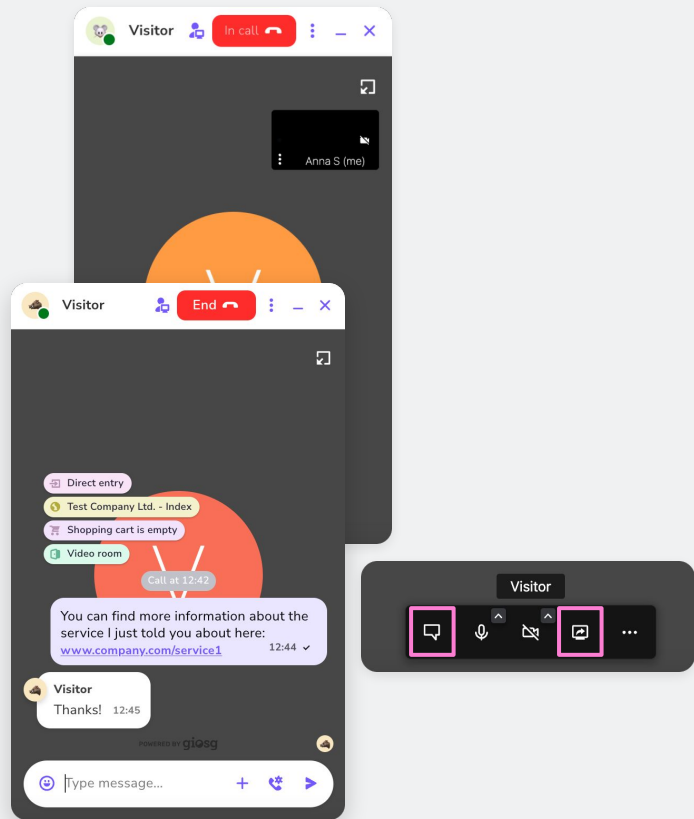 Visitor
In call
Anna S (me)
Visitor
End
Direct entry
Test Company Ltd. - Index
Shopping cart is empty
Video room
Call at 12:42
You can find more information about the
service I just told you about here:
www.company.com/service1 12:44
Visitor
Thanks! 12:45
POWERED BY giosg
Type message...
Visitor